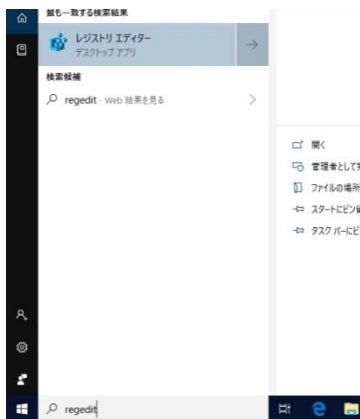 最も一致する検索結果
レジストリ エディター
デスクトップ アプリ
検索候補
regedit - Web 結果を見る
開く
管理者として実
ファイルの場所
スタートにピン留
タスク バーにピ
regedit